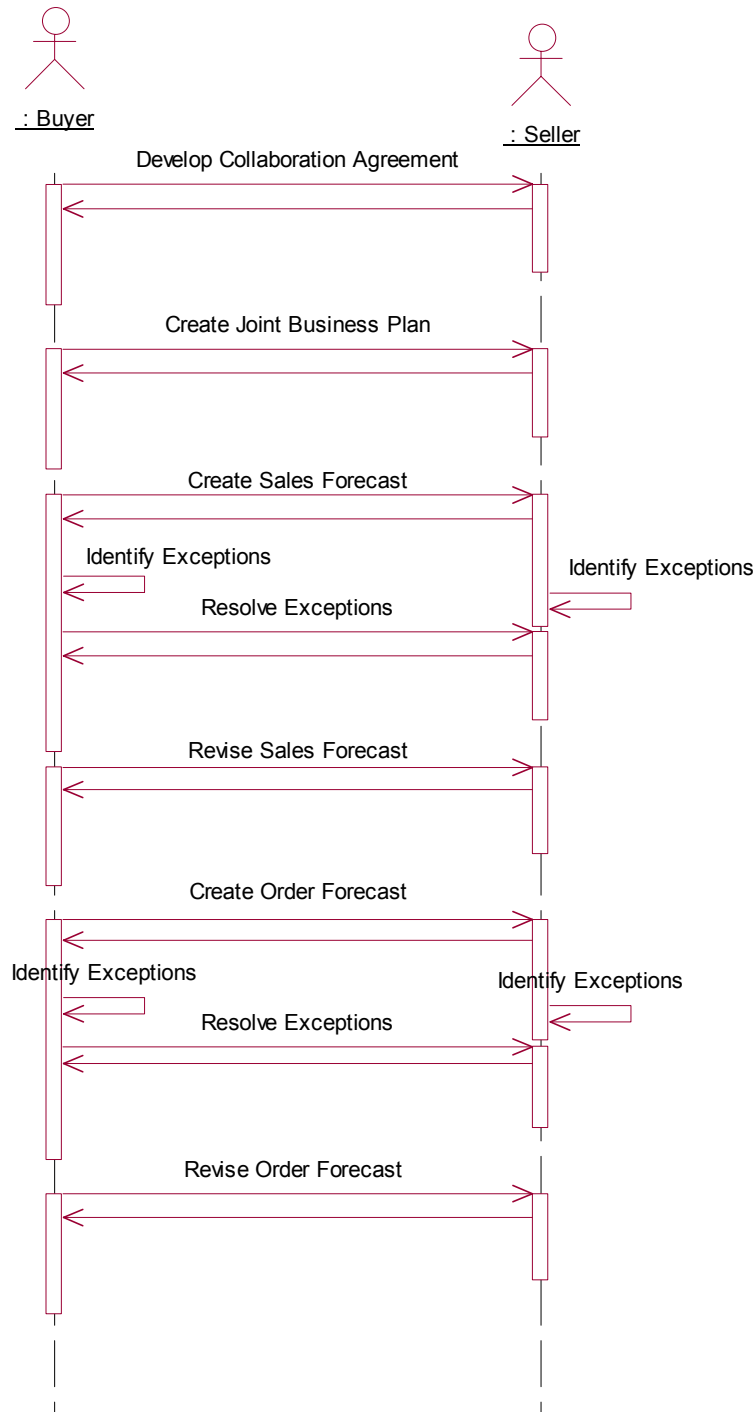 : Buyer
: Seller
Develop Collaboration Agreement
Create Joint Business Plan
Create Sales Forecast
Identify Exceptions
Identify Exceptions
Resolve Exceptions
Revise Sales Forecast
Create Order Forecast
Identify Exceptions
Identify Exceptions
Resolve Exceptions
Revise Order Forecast